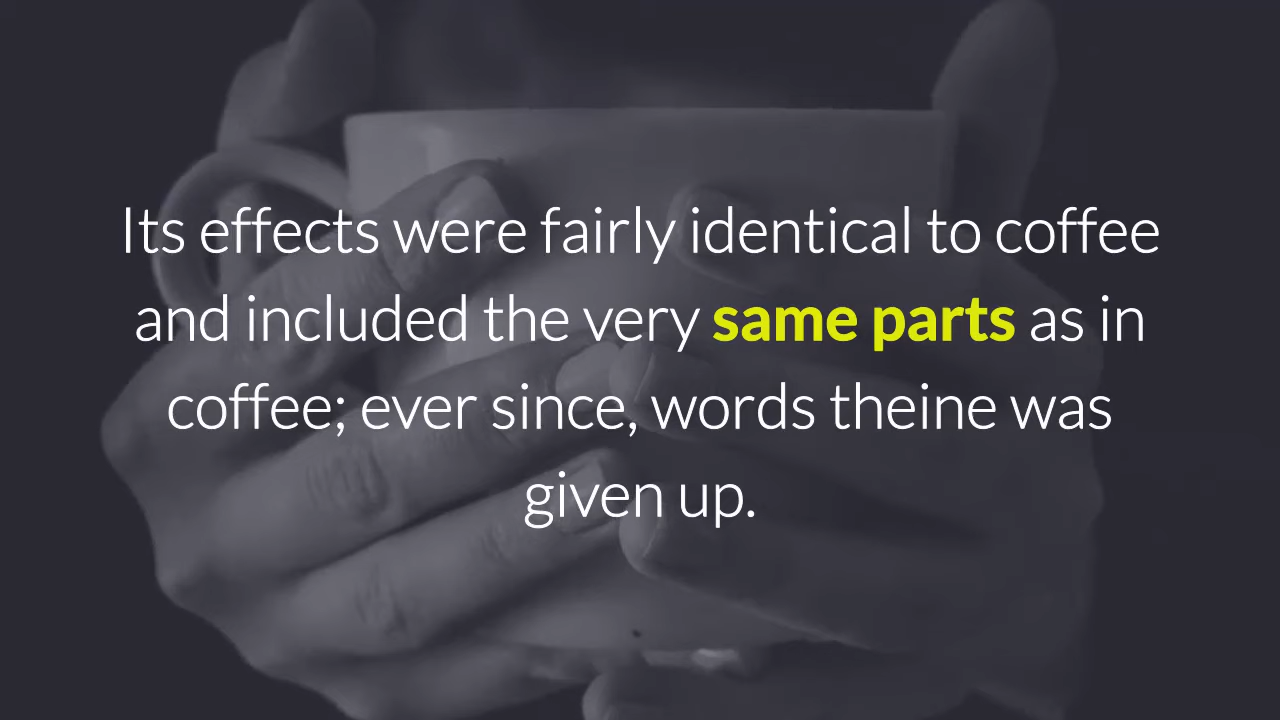 Its effects were fairly identical to coffee
and included the very same parts as in
coffee; ever since, words theine was
given up.